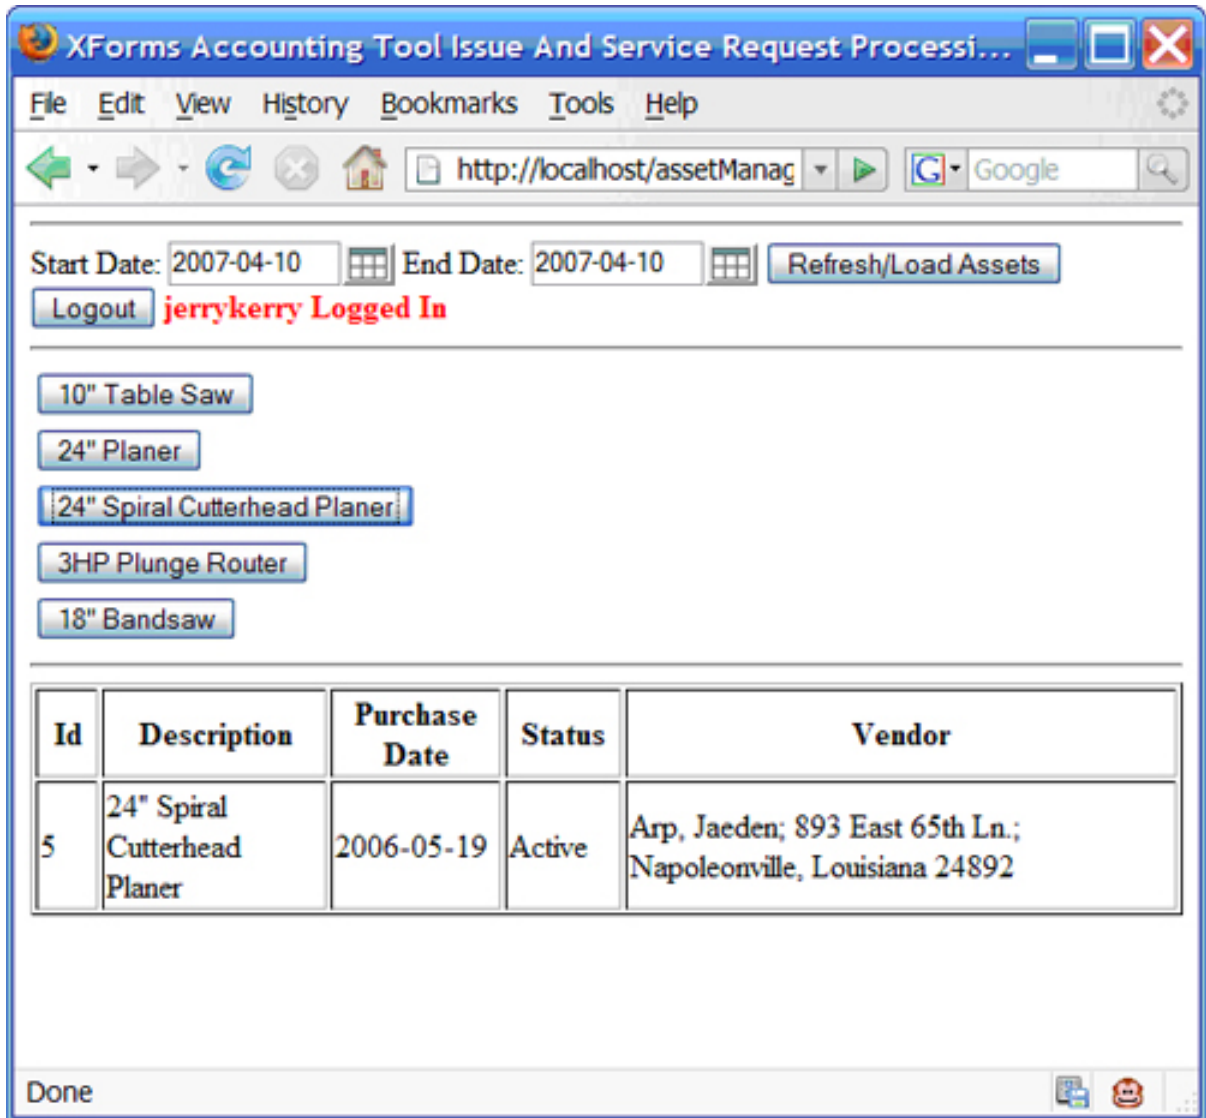 XForms Accounting Tool Issue And Service Request Processi...
File Edit View History Bookmarks Tools Help
http://localhost/assetManag G Google
Start Date: 2007-04-10 End Date: 2007-04-10 Refresh/Load Assets
Logout jerrykerry Logged In
10" Table Saw
24" Planer
24" Spiral Cutterhead Planer
3HP Plunge Router
18" Bandsaw
Id Description Purchase Date Status Vendor
5 24" Spiral Cutterhead Planer 2006-05-19 Active Arp, Jaeden; 893 East 65th Ln.; Napoleonville, Louisiana 24892
Done